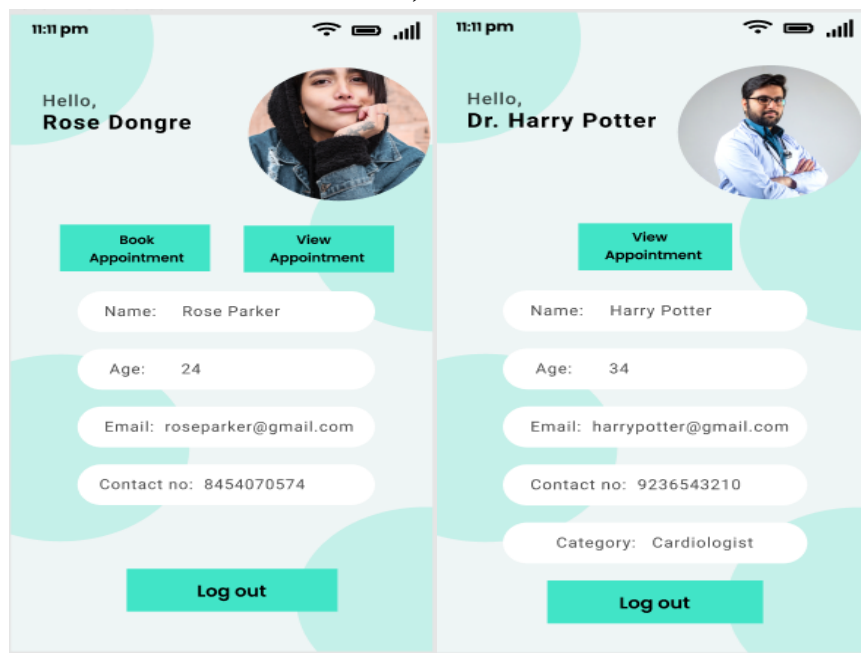 11:11 pm
Hello,
Rose Dongre
Book
Appointment
View
Appointment
Name: Rose Parker
Age: 24
Email: roseparker@gmail.com
Contact no: 8454070574
Log out
11:11 pm
Hello,
Dr. Harry Potter
View
Appointment
Name: Harry Potter
Age: 34
Email: harrypotter@gmail.com
Contact no: 9236543210
Category: Cardiologist
Log out